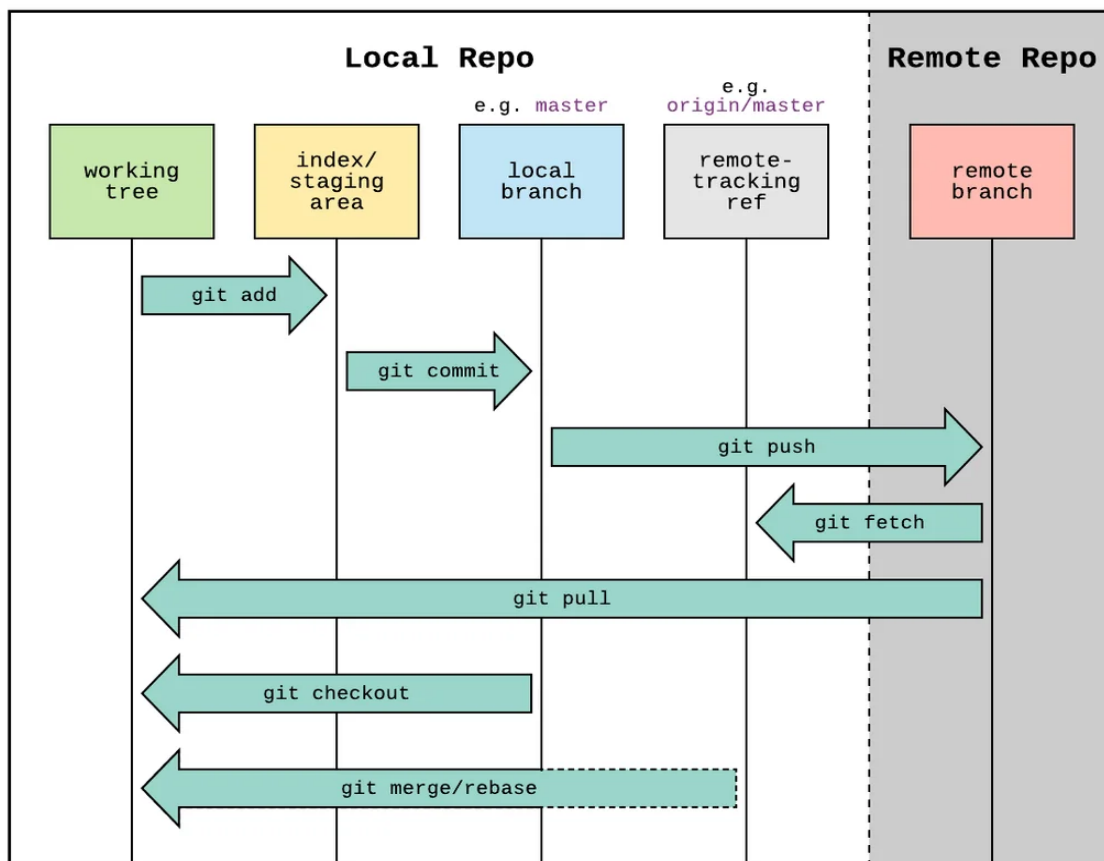 Local Repo
Remote Repo
e.g. master
e.g.
origin/master
working
tree
index/
staging
area
local
branch
remote-
tracking
ref
remote
branch
git add
git commit
git push
git fetch
git pull
git checkout
git merge/rebase